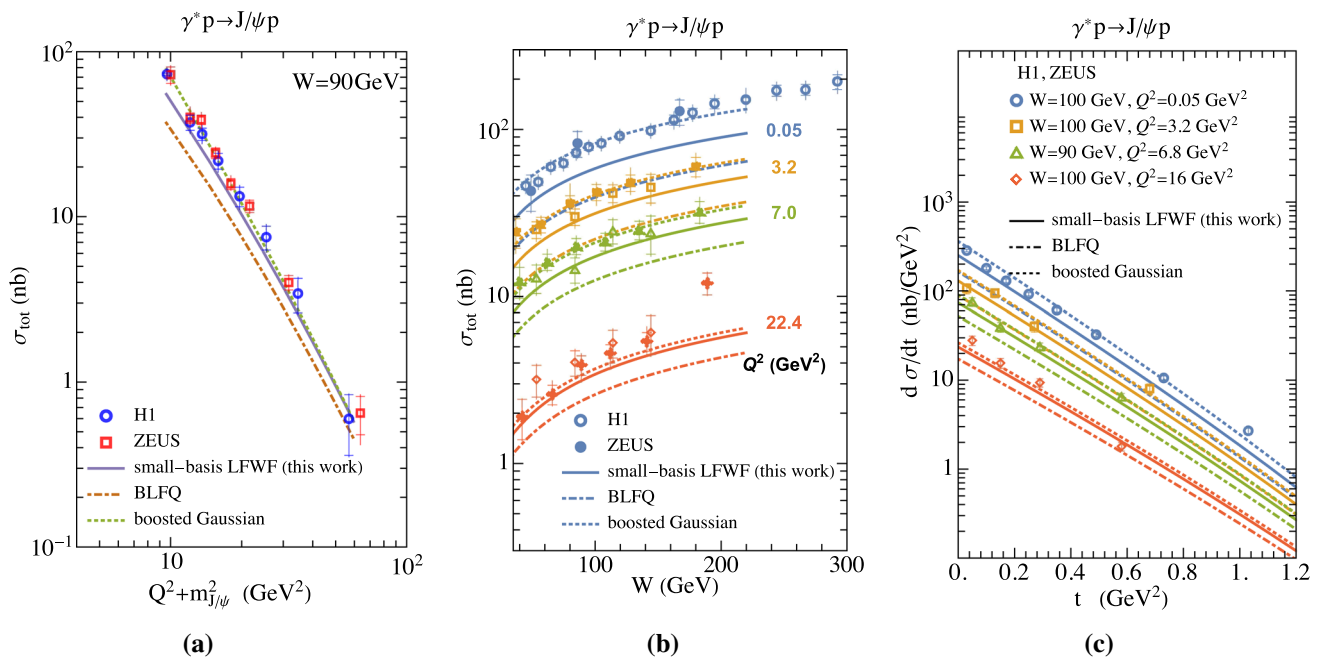 γ*p→J/ψp
W=90GeV
10²
10
1
10⁻¹
σtot (nb)
H1
ZEUS
small−basis LFWF (this work)
BLFQ
boosted Gaussian
10
10²
Q²+m²J/ψ (GeV²)
(a)
γ*p→J/ψp
10²
10
1
σtot (nb)
0.05
3.2
7.0
22.4
Q² (GeV²)
H1
ZEUS
small−basis LFWF (this work)
BLFQ
boosted Gaussian
100
200
300
W (GeV)
(b)
γ*p→J/ψp
H1, ZEUS
W=100 GeV, Q²=0.05 GeV²
W=100 GeV, Q²=3.2 GeV²
W=90 GeV, Q²=6.8 GeV²
W=100 GeV, Q²=16 GeV²
small−basis LFWF (this work)
BLFQ
boosted Gaussian
10³
10²
10
1
d σ/dt (nb/GeV²)
0. 0.2 0.4 0.6 0.8 1. 1.2
t (GeV²)
(c)